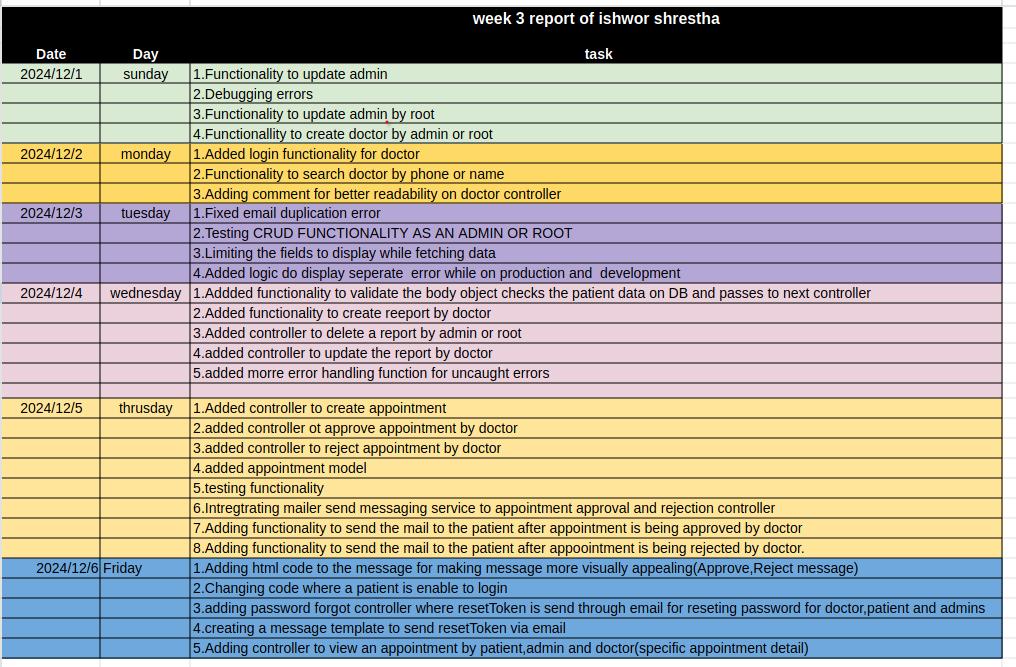 week 3 report of ishwor shrestha
Date Day task
2024/12/1 sunday 1.Functionality to update admin
2.Debugging errors
3.Functionality to update admin by root
4.Functionallity to create doctor by admin or root
2024/12/2 monday 1.Added login functionality for doctor
2.Functionality to search doctor by phone or name
3.Adding comment for better readability on doctor controller
2024/12/3 tuesday 1.Fixed email duplication error
2.Testing CRUD FUNCTIONALITY AS AN ADMIN OR ROOT
3.Limiting the fields to display while fetching data
4.Added logic do display seperate  error while on production and  development
2024/12/4 wednesday 1.Addded functionality to validate the body object checks the patient data on DB and passes to next controller
2.Added functionality to create reeport by doctor
3.Added controller to delete a report by admin or root
4.added controller to update the report by doctor
5.added morre error handling function for uncaught errors
2024/12/5 thrusday 1.Added controller to create appointment
2.added controller ot approve appointment by doctor
3.added controller to reject appointment by doctor
4.added appointment model
5.testing functionality
6.Intregtrating mailer send messaging service to appointment approval and rejection controller
7.Adding functionality to send the mail to the patient after appointment is being approved by doctor
8.Adding functionality to send the mail to the patient after appoointment is being rejected by doctor.
2024/12/6 Friday 1.Adding html code to the message for making message more visually appealing(Approve,Reject message)
2.Changing code where a patient is enable to login
3.adding password forgot controller where resetToken is send through email for reseting password for doctor,patient and admins
4.creating a message template to send resetToken via email
5.Adding controller to view an appointment by patient,admin and doctor(specific appointment detail)